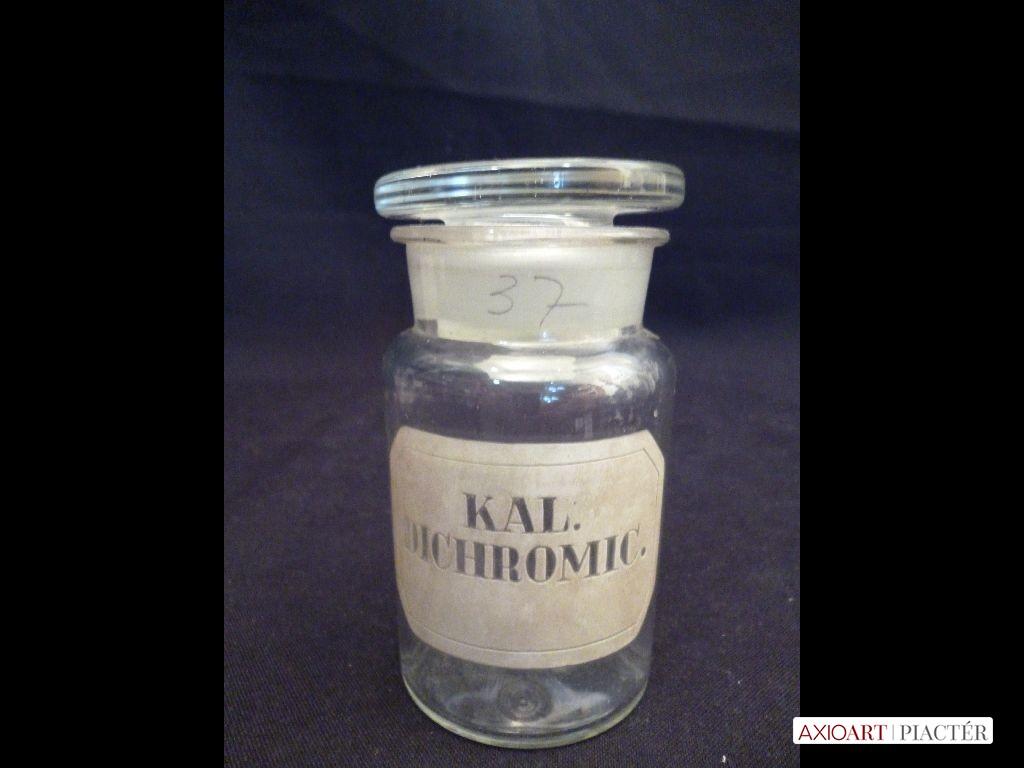 37
KAL.
DICHROMIC.
AXIOART | PIACTÉR